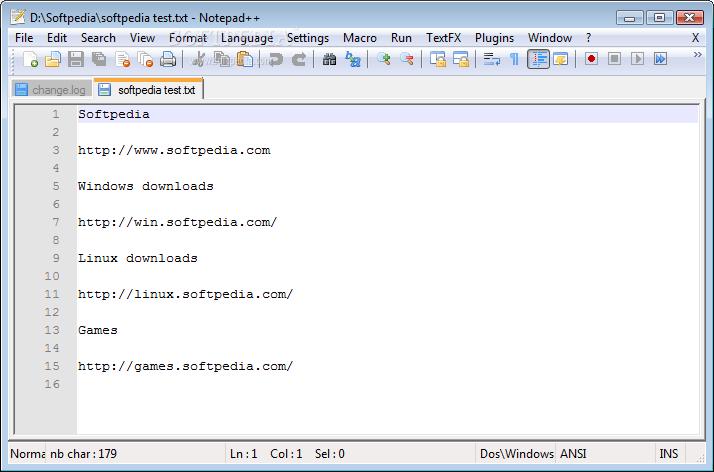 D:\Softpedia\softpedia test.txt - Notepad++
File Edit Search View Format Language Settings Macro Run TextFX Plugins Window ? X
change.log softpedia test.txt
1 Softpedia
2
3 http://www.softpedia.com
4
5 Windows downloads
6
7 http://win.softpedia.com/
8
9 Linux downloads
10
11 http://linux.softpedia.com/
12
13 Games
14
15 http://games.softpedia.com/
16
Norma nb char : 179 Ln : 1 Col : 1 Sel : 0 Dos\Windows ANSI INS